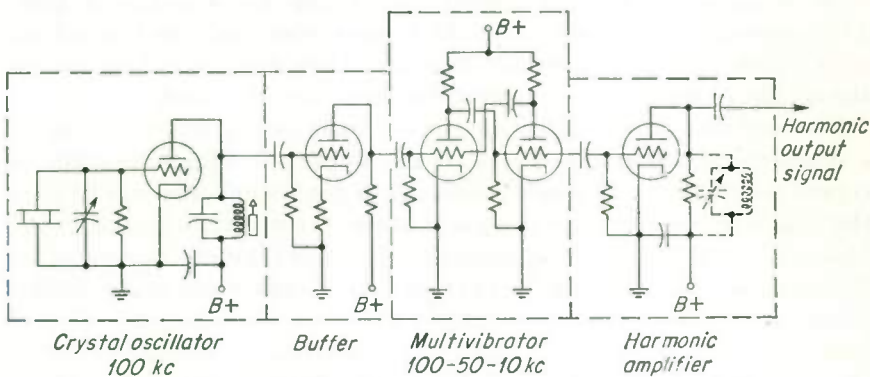 B+
Harmonic
output
signal
B+
B+
B+
Crystal oscillator
100 kc
Buffer
Multivibrator
100-50-10 kc
Harmonic
amplifier